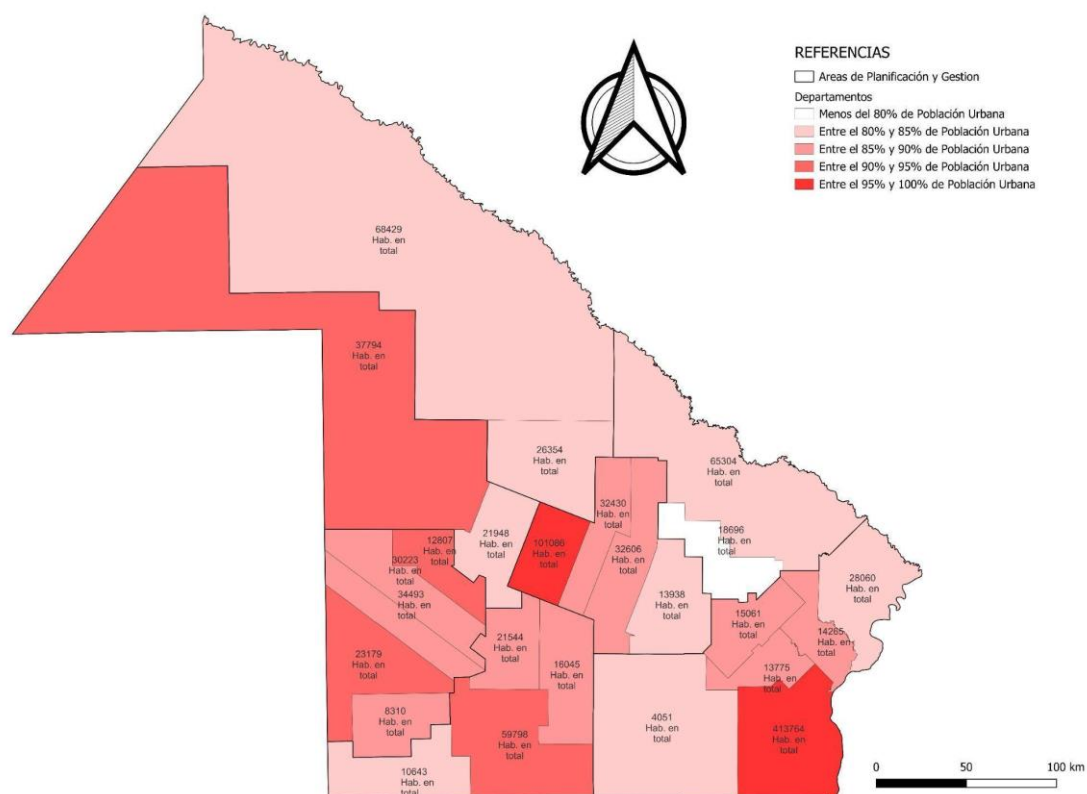 REFERENCIAS
Areas de Planificación y Gestion
Departamentos
Menos del 80% de Población Urbana
Entre el 80% y 85% de Población Urbana
Entre el 85% y 90% de Población Urbana
Entre el 90% y 95% de Población Urbana
Entre el 95% y 100% de Población Urbana
68429
Hab. en
total
37794
Hab. en
total
26354
Hab. en
total
65304
Hab. en
total
32430
Hab. en
total
18696
Hab. en
total
12807
Hab. en
total
21948
Hab. en
total
101086
Hab. en
total
32606
Hab. en
total
30223
Hab. en
total
34493
Hab. en
total
13938
Hab. en
total
28060
Hab. en
total
15061
Hab. en
total
14265
Hab. en
total
21544
Hab. en
total
23179
Hab. en
total
16045
Hab. en
total
13775
Hab. en
total
8310
Hab. en
total
4051
Hab. en
total
59798
Hab. en
total
413764
Hab. en
total
10643
Hab. en
total
0 50 100 km